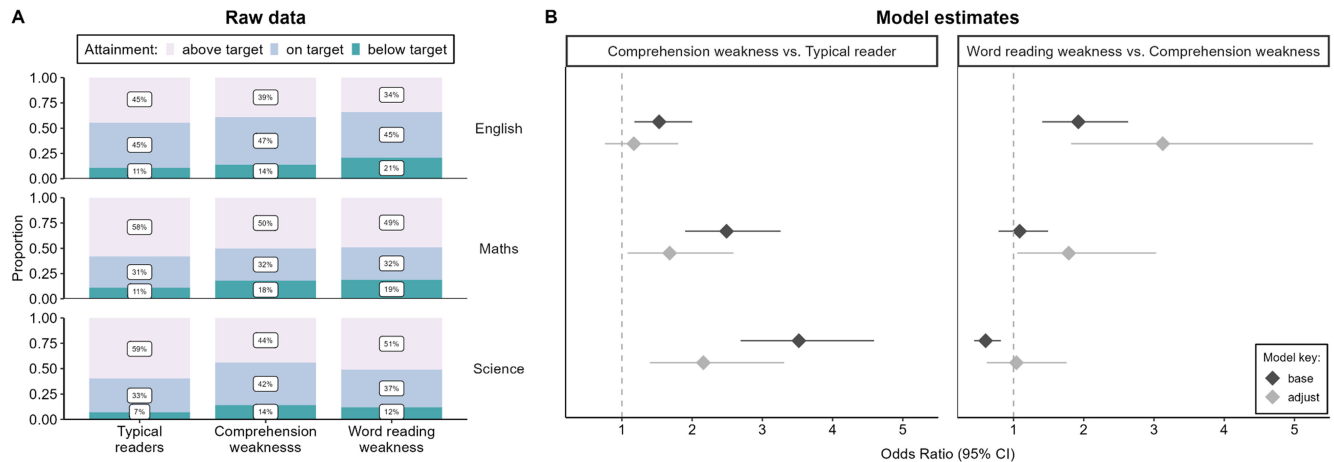 A
Raw data
Attainment: above target on target below target
Proportion
1.00
0.75
0.50
0.25
0.00
45% 39% 34%
45% 47% 45%
11% 14% 21%
English
1.00
0.75
0.50
0.25
0.00
58% 50% 49%
31% 32% 32%
11% 18% 19%
Maths
1.00
0.75
0.50
0.25
0.00
59% 44% 51%
33% 42% 37%
7% 14% 12%
Science
Typical
readers
Comprehension
weaknesss
Word reading
weakness
B
Model estimates
Comprehension weakness vs. Typical reader
Word reading weakness vs. Comprehension weakness
Model key:
base
adjust
1 2 3 4 5
1 2 3 4 5
Odds Ratio (95% CI)